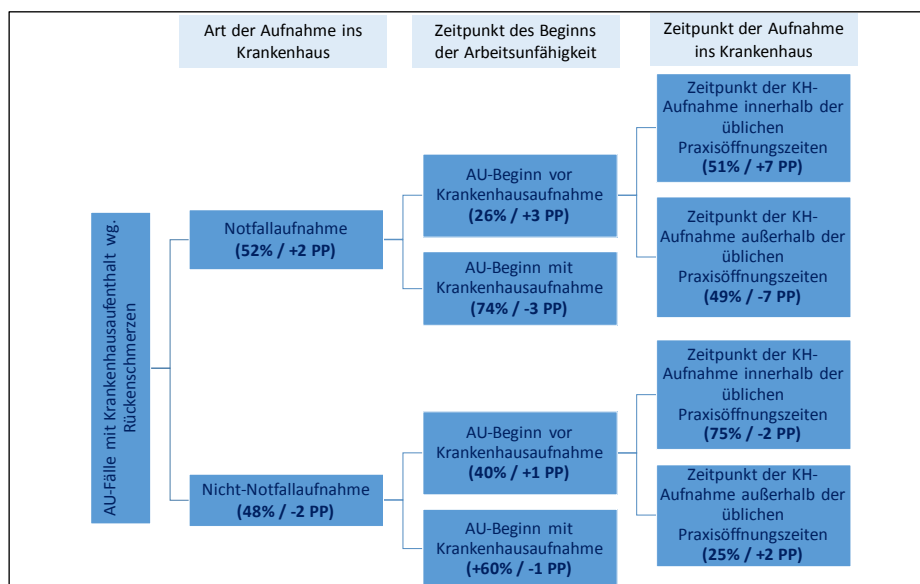 Art der Aufnahme ins
Krankenhaus
Zeitpunkt des Beginns
der Arbeitsunfähigkeit
Zeitpunkt der Aufnahme
ins Krankenhaus
AU-Fälle mit Krankenhausaufenthalt wg.
Rückenschmerzen
Notfallaufnahme
(52% / +2 PP)
AU-Beginn vor
Krankenhausaufnahme
(26% / +3 PP)
Zeitpunkt der KH-
Aufnahme innerhalb der
üblichen
Praxisöffnungszeiten
(51% / +7 PP)
Zeitpunkt der KH-
Aufnahme außerhalb der
üblichen
Praxisöffnungszeiten
(49% / -7 PP)
AU-Beginn mit
Krankenhausaufnahme
(74% / -3 PP)
Nicht-Notfallaufnahme
(48% / -2 PP)
AU-Beginn vor
Krankenhausaufnahme
(40% / +1 PP)
Zeitpunkt der KH-
Aufnahme innerhalb der
üblichen
Praxisöffnungszeiten
(75% / -2 PP)
Zeitpunkt der KH-
Aufnahme außerhalb der
üblichen
Praxisöffnungszeiten
(25% / +2 PP)
AU-Beginn mit
Krankenhausaufnahme
(+60% / -1 PP)